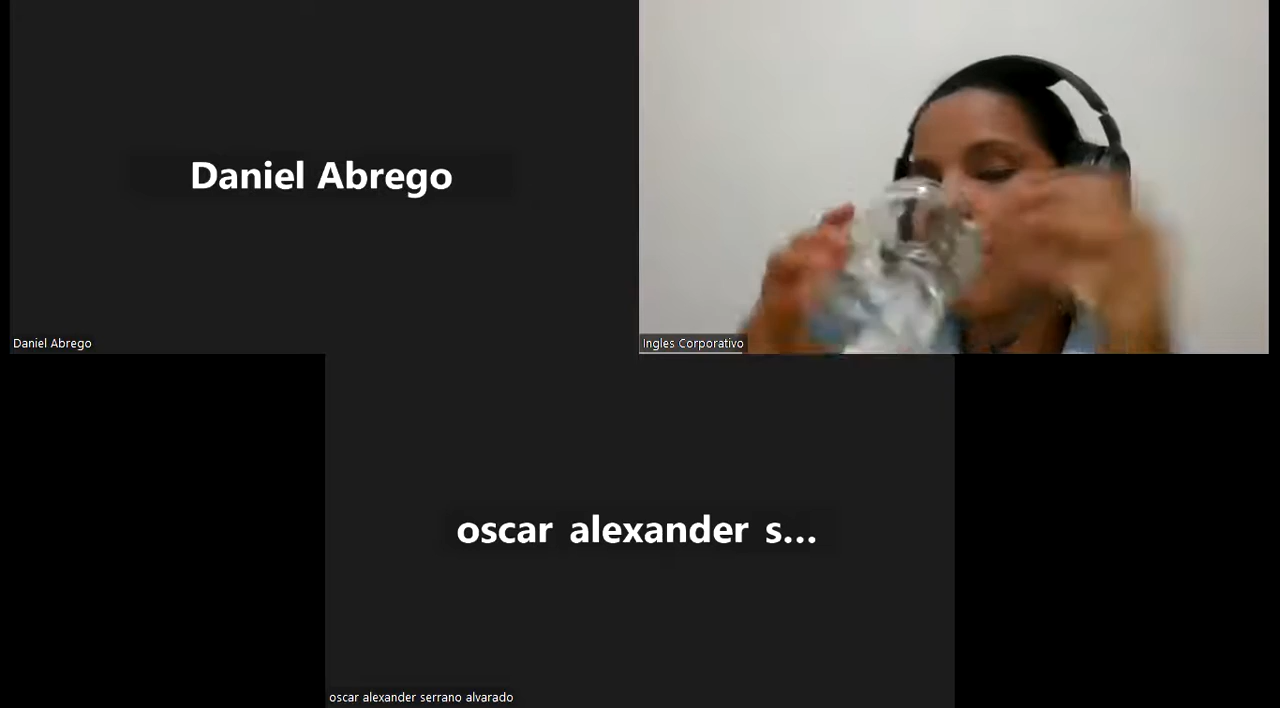 Daniel Abrego
Daniel Abrego
Ingles Corporativo
oscar alexander s...
oscar alexander serrano alvarado